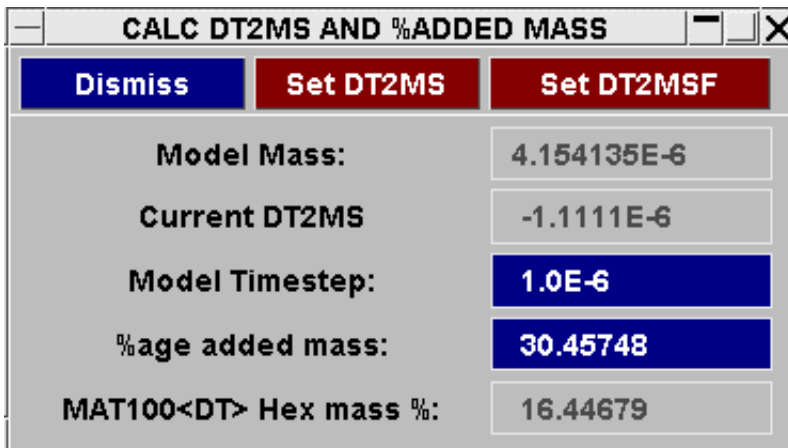 CALC DT2MS AND %ADDED MASS
Dismiss Set DT2MS Set DT2MSF
Model Mass: 4.154135E-6
Current DT2MS -1.1111E-6
Model Timestep: 1.0E-6
%age added mass: 30.45748
MAT100<DT> Hex mass %: 16.44679